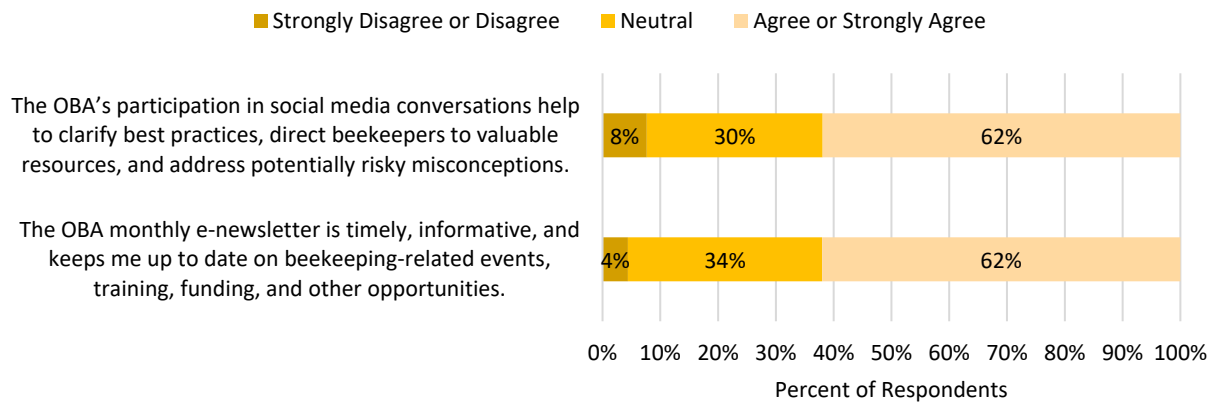 Strongly Disagree or Disagree Neutral Agree or Strongly Agree
The OBA’s participation in social media conversations help
to clarify best practices, direct beekeepers to valuable
resources, and address potentially risky misconceptions.
8% 30% 62%
The OBA monthly e-newsletter is timely, informative, and
keeps me up to date on beekeeping-related events,
training, funding, and other opportunities.
4% 34% 62%
0% 10% 20% 30% 40% 50% 60% 70% 80% 90% 100%
Percent of Respondents